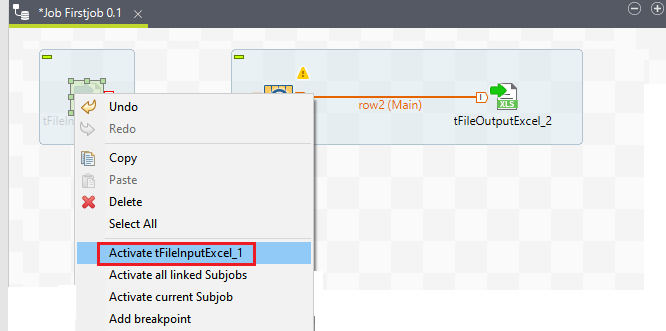 *Job Firstjob 0.1
row2 (Main)
XLS
tFileOutputExcel_2
tFileIn
Undo
Redo
Copy
Paste
Delete
Select All
Activate tFileInputExcel_1
Activate all linked Subjobs
Activate current Subjob
Add breakpoint